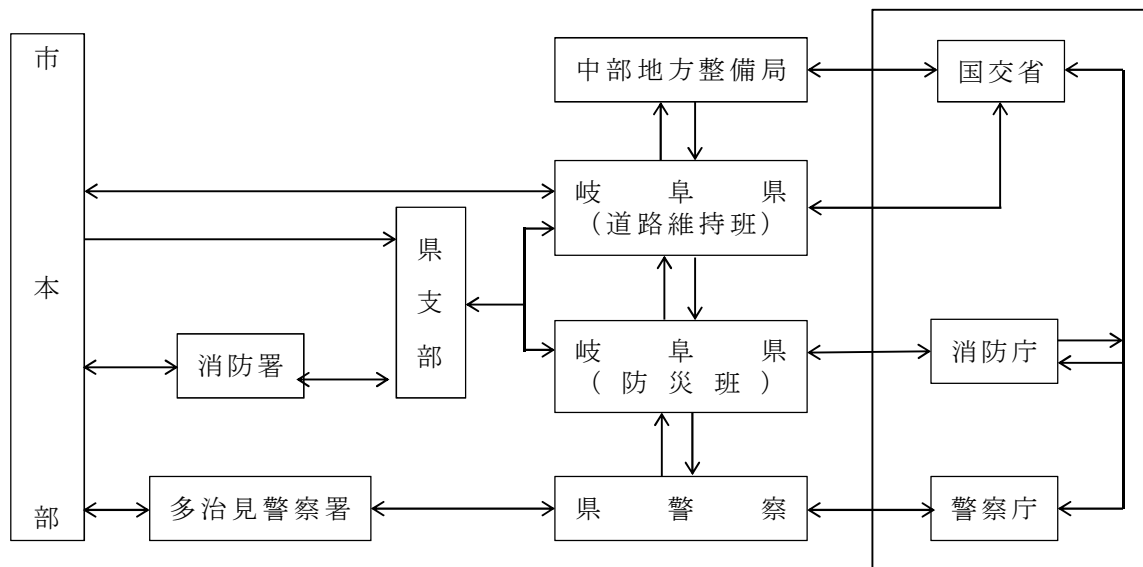 市本部
中部地方整備局
国交省
岐阜県
（道路維持班）
県支部
消防署
岐阜県
（防災班）
消防庁
多治見警察署
県警察
警察庁